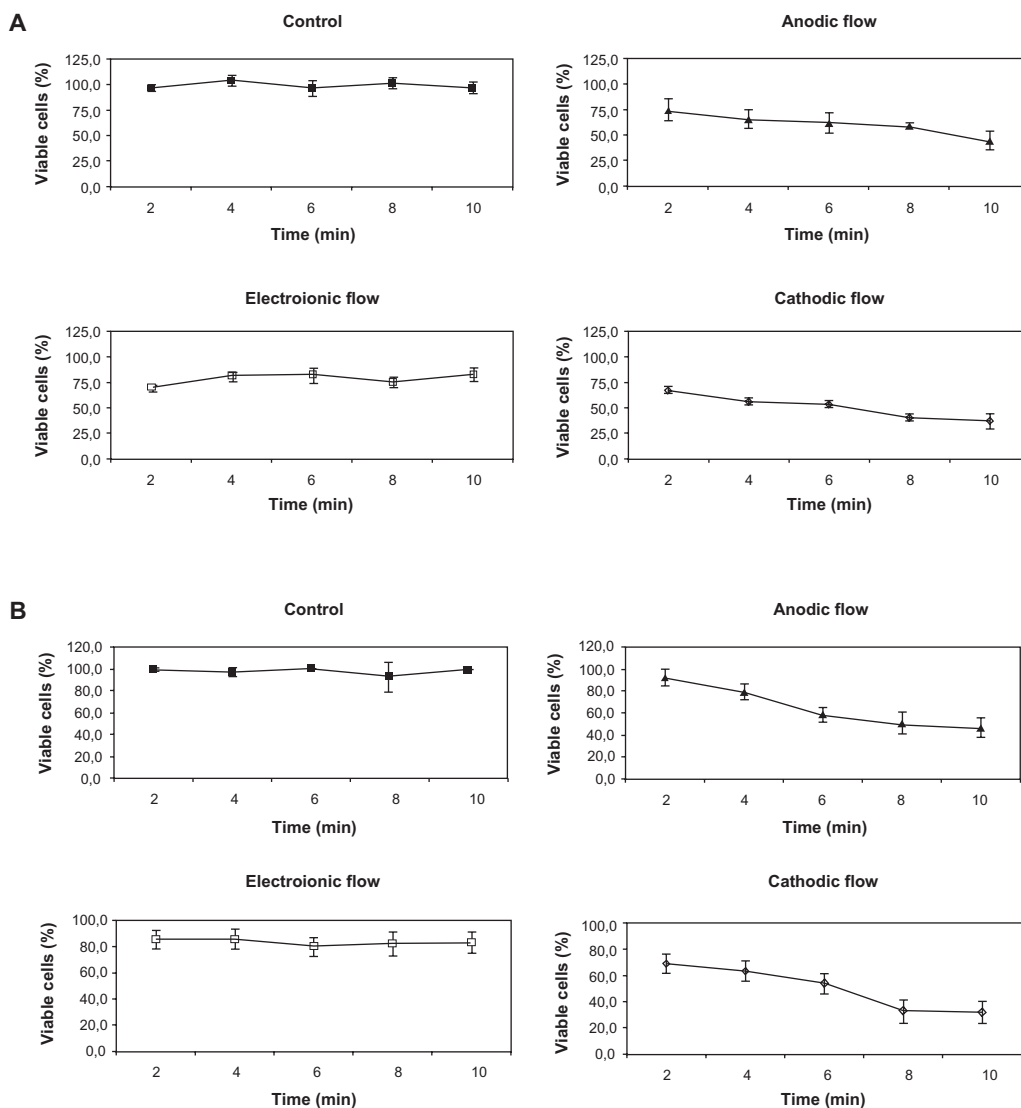 A
Control
Viable cells (%)
125,0
100,0
75,0
50,0
25,0
0,0
2 4 6 8 10
Time (min)
Anodic flow
Viable cells (%)
125,0
100,0
75,0
50,0
25,0
0,0
2 4 6 8 10
Time (min)
Electroionic flow
Viable cells (%)
125,0
100,0
75,0
50,0
25,0
0,0
2 4 6 8 10
Time (min)
Cathodic flow
Viable cells (%)
125,0
100,0
75,0
50,0
25,0
0,0
2 4 6 8 10
Time (min)
B
Control
Viable cells (%)
120,0
100,0
80,0
60,0
40,0
20,0
0,0
2 4 6 8 10
Time (min)
Anodic flow
Viable cells (%)
120,0
100,0
80,0
60,0
40,0
20,0
0,0
2 4 6 8 10
Time (min)
Electroionic flow
Viable cells (%)
100,0
80,0
60,0
40,0
20,0
0,0
2 4 6 8 10
Time (min)
Cathodic flow
Viable cells (%)
100,0
80,0
60,0
40,0
20,0
0,0
2 4 6 8 10
Time (min)